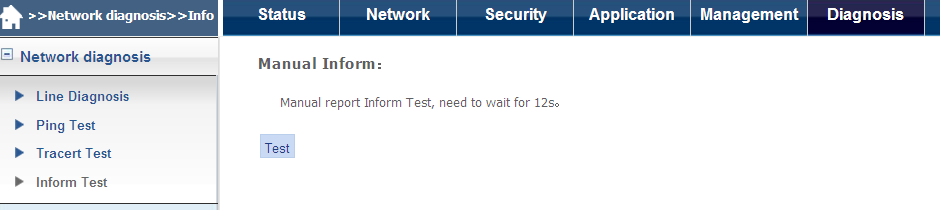 >>Network diagnosis>>Info
Status Network Security Application Management Diagnosis
Network diagnosis
Line Diagnosis
Ping Test
Tracert Test
Inform Test
Manual Inform：
Manual report Inform Test, need to wait for 12s。
Test